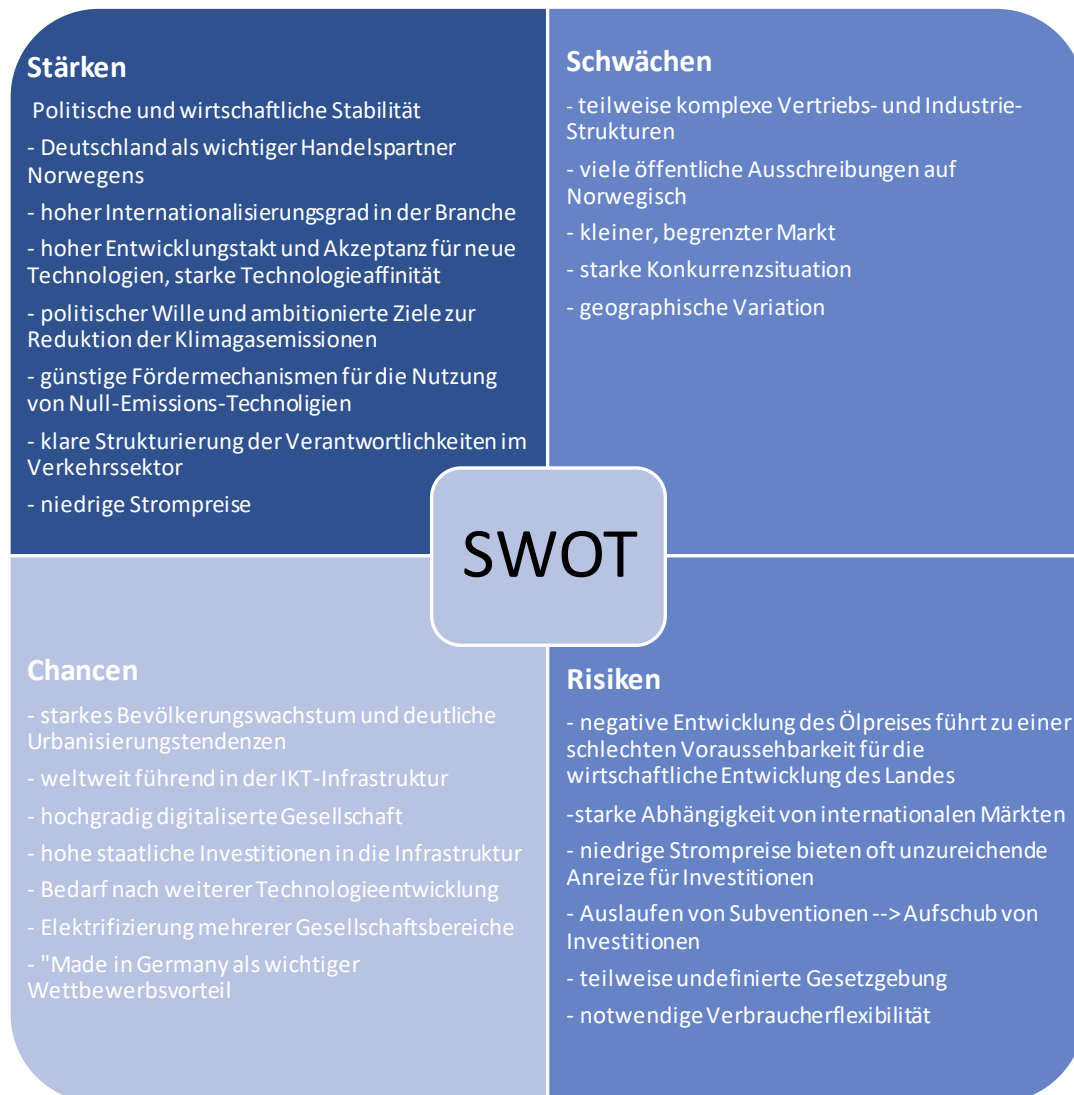 Stärken
Politische und wirtschaftliche Stabilität
- Deutschland als wichtiger Handelspartner
Norwegens
- hoher Internationalisierungsgrad in der Branche
- hoher Entwicklungstakt und Akzeptanz für neue
Technologien, starke Technologieaffinität
- politischer Wille und ambitionierte Ziele zur
Reduktion der Klimagasemissionen
- günstige Fördermechanismen für die Nutzung
von Null-Emissions-Technoligien
- klare Strukturierung der Verantwortlichkeiten im
Verkehrssektor
- niedrige Strompreise
Schwächen
- teilweise komplexe Vertriebs- und Industrie-
Strukturen
- viele öffentliche Ausschreibungen auf
Norwegisch
- kleiner, begrenzter Markt
- starke Konkurrenzsituation
- geographische Variation
SWOT
Chancen
- starkes Bevölkerungswachstum und deutliche
Urbanisierungstendenzen
- weltweit führend in der IKT-Infrastruktur
- hochgradig digitaliserte Gesellschaft
- hohe staatliche Investitionen in die Infrastruktur
- Bedarf nach weiterer Technologieentwicklung
- Elektrifizierung mehrerer Gesellschaftsbereiche
- "Made in Germany als wichtiger
Wettbewerbsvorteil
Risiken
- negative Entwicklung des Ölpreises führt zu einer
schlechten Voraussehbarkeit für die
wirtschaftliche Entwicklung des Landes
-starke Abhängigkeit von internationalen Märkten
- niedrige Strompreise bieten oft unzureichende
Anreize für Investitionen
- Auslaufen von Subventionen --> Aufschub von
Investitionen
- teilweise undefinierte Gesetzgebung
- notwendige Verbraucherflexibilität